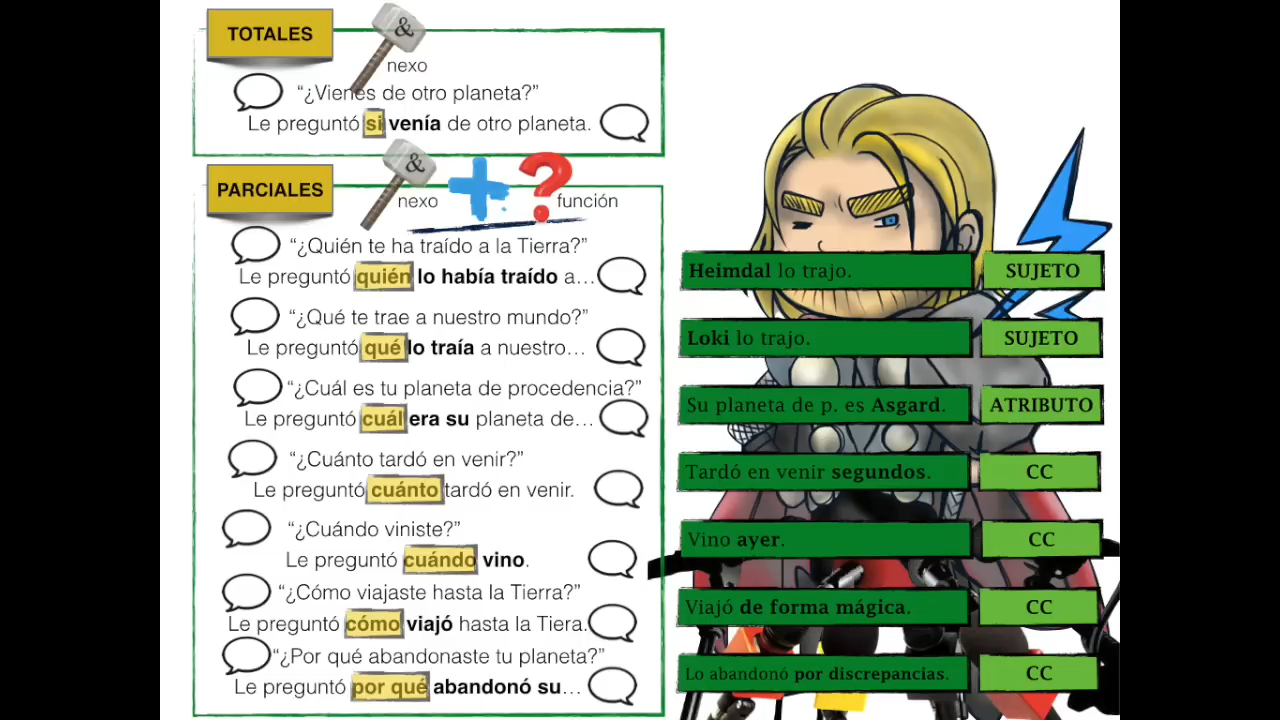 TOTALES
&
nexo
“¿Vienes de otro planeta?”
Le preguntó si venía de otro planeta.
PARCIALES
&
nexo
?
función
“¿Quién te ha traído a la Tierra?”
Le preguntó quién lo había traído a…
Heimdal lo trajo.
SUJETO
“¿Qué te trae a nuestro mundo?”
Le preguntó qué lo traía a nuestro…
Loki lo trajo.
SUJETO
“¿Cuál es tu planeta de procedencia?”
Le preguntó cuál era su planeta de…
Su planeta de p. es Asgard.
ATRIBUTO
“¿Cuánto tardó en venir?”
Le preguntó cuánto tardó en venir.
Tardó en venir segundos.
CC
“¿Cuándo viniste?”
Le preguntó cuándo vino.
Vino ayer.
CC
“¿Cómo viajaste hasta la Tierra?”
Le preguntó cómo viajó hasta la Tiera.
Viajó de forma mágica.
CC
“¿Por qué abandonaste tu planeta?”
Le preguntó por qué abandonó su…
Lo abandonó por discrepancias.
CC